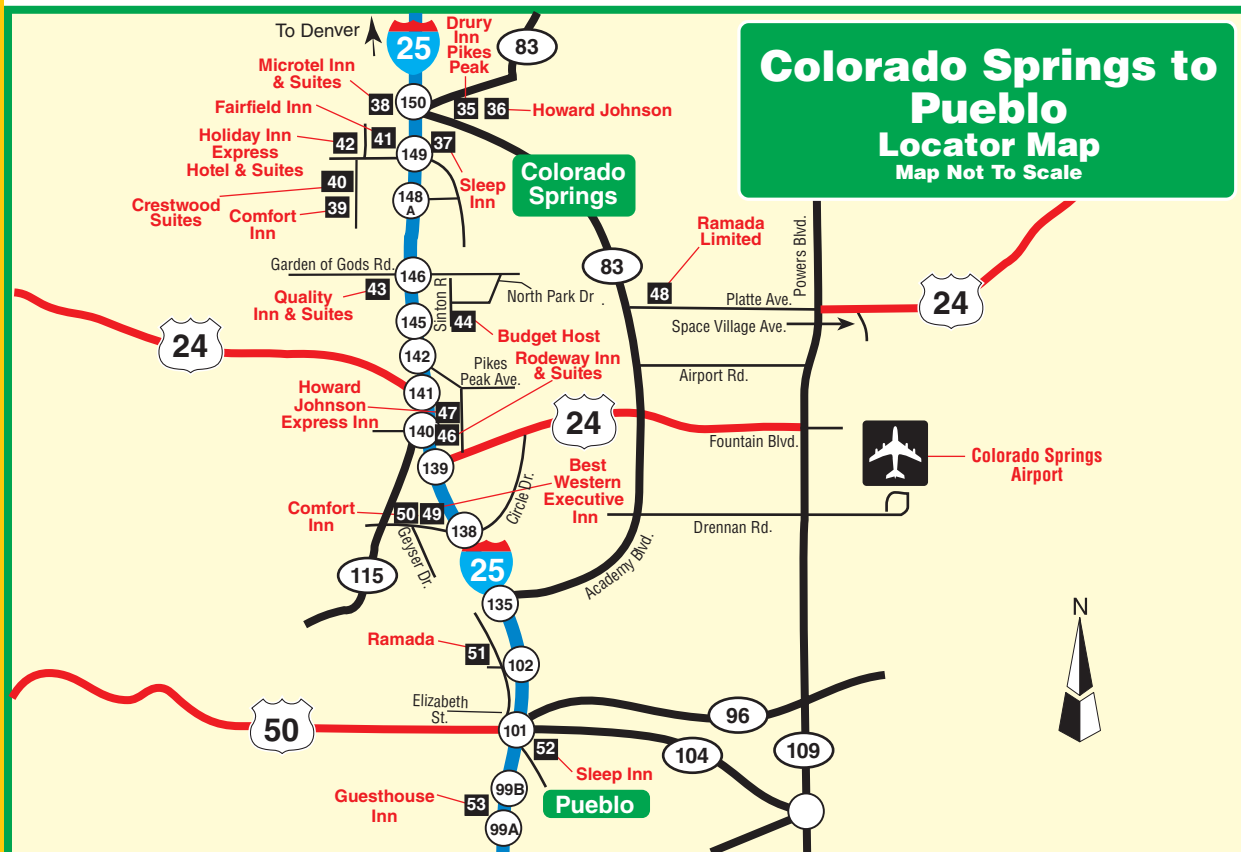 Colorado Springs to
Pueblo
Locator Map
Map Not To Scale
To Denver
25
Drury
Inn
Pikes
Peak
83
Microtel Inn
& Suites
38
150
35
36
Howard Johnson
Fairfield Inn
41
Holiday Inn
Express
Hotel & Suites
42
149
37
Sleep
Inn
Colorado
Springs
40
Crestwood
Suites
39
Comfort
Inn
148
A
Ramada
Limited
Powers Blvd.
83
Garden of Gods Rd.
146
43
Quality
Inn & Suites
Sinton R
North Park Dr .
48
Platte Ave.
24
Space Village Ave.
145
44
Budget Host
24
142
Pikes
Peak Ave.
Rodeway Inn
& Suites
Airport Rd.
141
Howard
Johnson
Express Inn
47
140
46
24
Fountain Blvd.
139
Colorado Springs
Airport
Best
Western
Executive
Inn
Circle Dr.
Comfort
Inn
50
49
138
Drennan Rd.
Geyser Dr.
115
25
Academy Blvd.
135
N
Ramada
51
102
Elizabeth
St.
50
101
96
104
109
52
Sleep Inn
99B
Pueblo
Guesthouse
Inn
53
99A